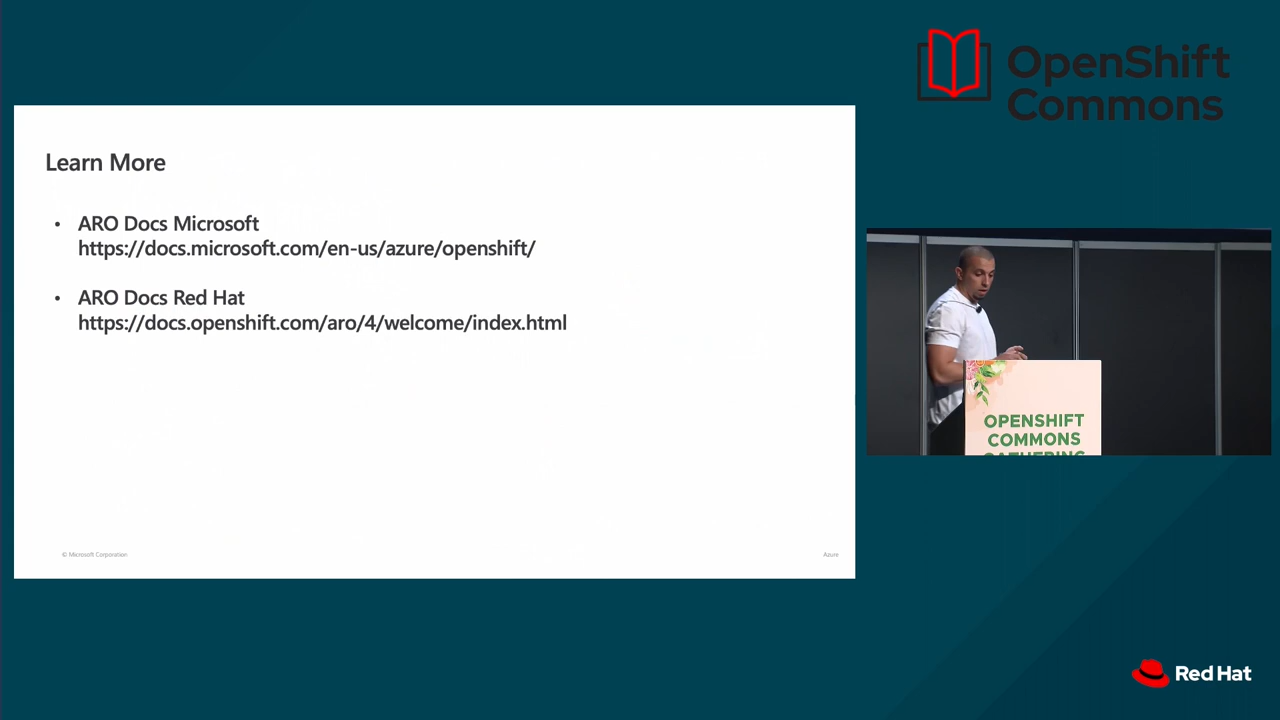 OpenShift
Commons
Learn More
• ARO Docs Microsoft
https://docs.microsoft.com/en-us/azure/openshift/
• ARO Docs Red Hat
https://docs.openshift.com/aro/4/welcome/index.html
© Microsoft Corporation
Azure
OPENSHIFT
COMMONS
GATHERING
Red Hat